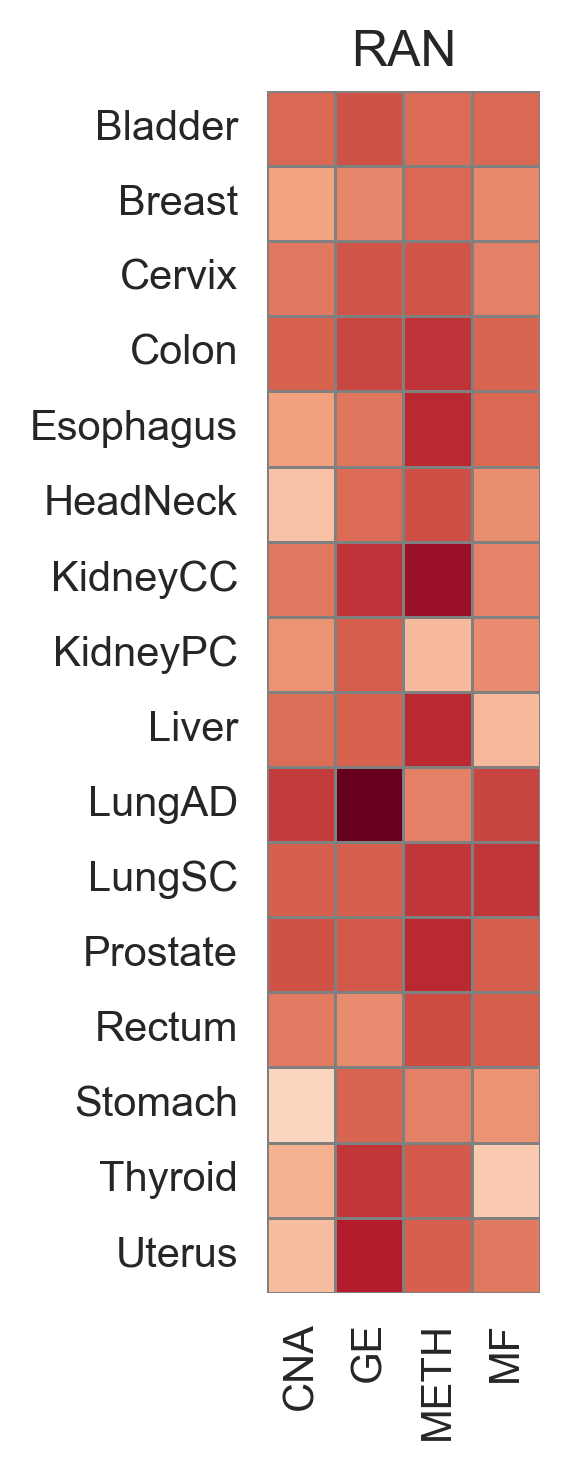 RAN
Bladder
Breast
Cervix
Colon
Esophagus
HeadNeck
KidneyCC
KidneyPC
Liver
LungAD
LungSC
Prostate
Rectum
Stomach
Thyroid
Uterus
CNA
GE
METH
MF